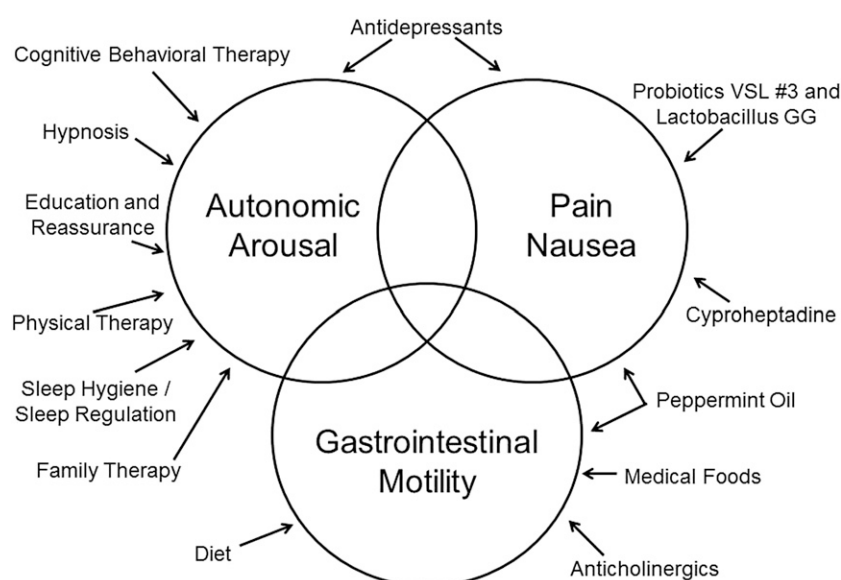 Antidepressants
Cognitive Behavioral Therapy
Probiotics VSL #3 and
Lactobacillus GG
Hypnosis
Education and
Reassurance
Autonomic
Arousal
Pain
Nausea
Physical Therapy
Cyproheptadine
Sleep Hygiene /
Sleep Regulation
Peppermint Oil
Gastrointestinal
Motility
Family Therapy
Medical Foods
Diet
Anticholinergics